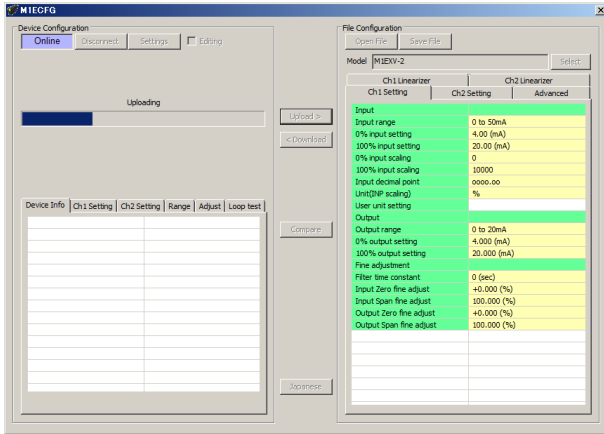 M1ECFG
Device Configuration
Online Disconnect Settings Editing
Uploading
Device Info Ch1 Setting Ch2 Setting Range Adjust Loop test
Upload >
< Download
Compare
Japanese
File Configuration
Open File Save File
Model M1EXV-2 Select
Ch1 Linearizer Ch2 Linearizer
Ch1 Setting Ch2 Setting Advanced
Input
Input range 0 to 50mA
0% input setting 4.00 (mA)
100% input setting 20.00 (mA)
0% input scaling 0
100% input scaling 10000
Input decimal point oooo.oo
Unit(INP scaling) %
User unit setting
Output
Output range 0 to 20mA
0% output setting 4.000 (mA)
100% output setting 20.000 (mA)
Fine adjustment
Filter time constant 0 (sec)
Input Zero fine adjust +0.000 (%)
Input Span fine adjust 100.000 (%)
Output Zero fine adjust +0.000 (%)
Output Span fine adjust 100.000 (%)